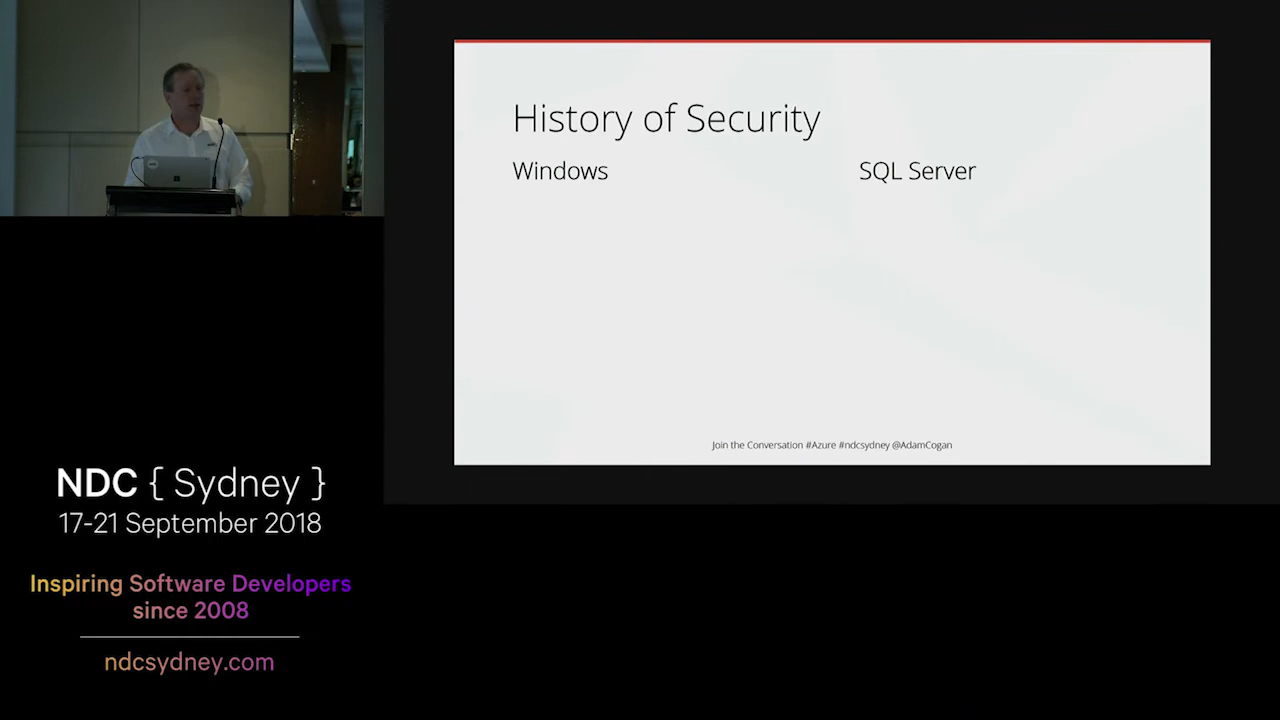 History of Security
Windows
SQL Server
Join the Conversation #Azure #ndcsydney @AdamCogan
NDC { Sydney }
17-21 September 2018
Inspiring Software Developers
since 2008
ndcsydney.com